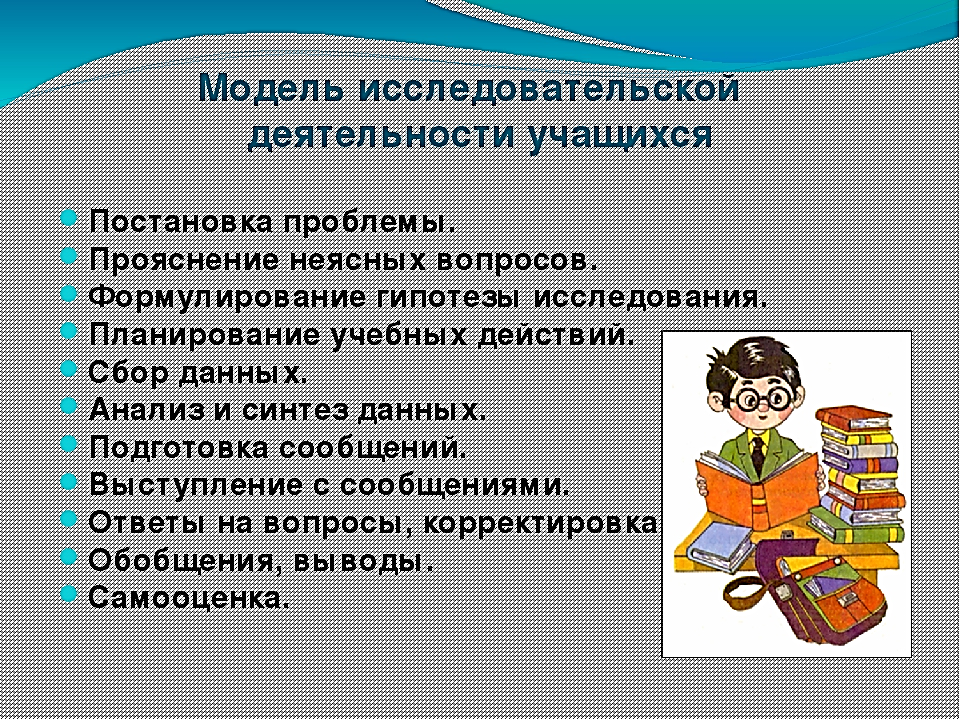 Модель исследовательской
деятельности учащихся
Постановка проблемы.
Прояснение неясных вопросов.
Формулирование гипотезы исследования.
Планирование учебных действий.
Сбор данных.
Анализ и синтез данных.
Подготовка сообщений.
Выступление с сообщениями.
Ответы на вопросы, корректировка
Обобщения, выводы.
Самооценка.